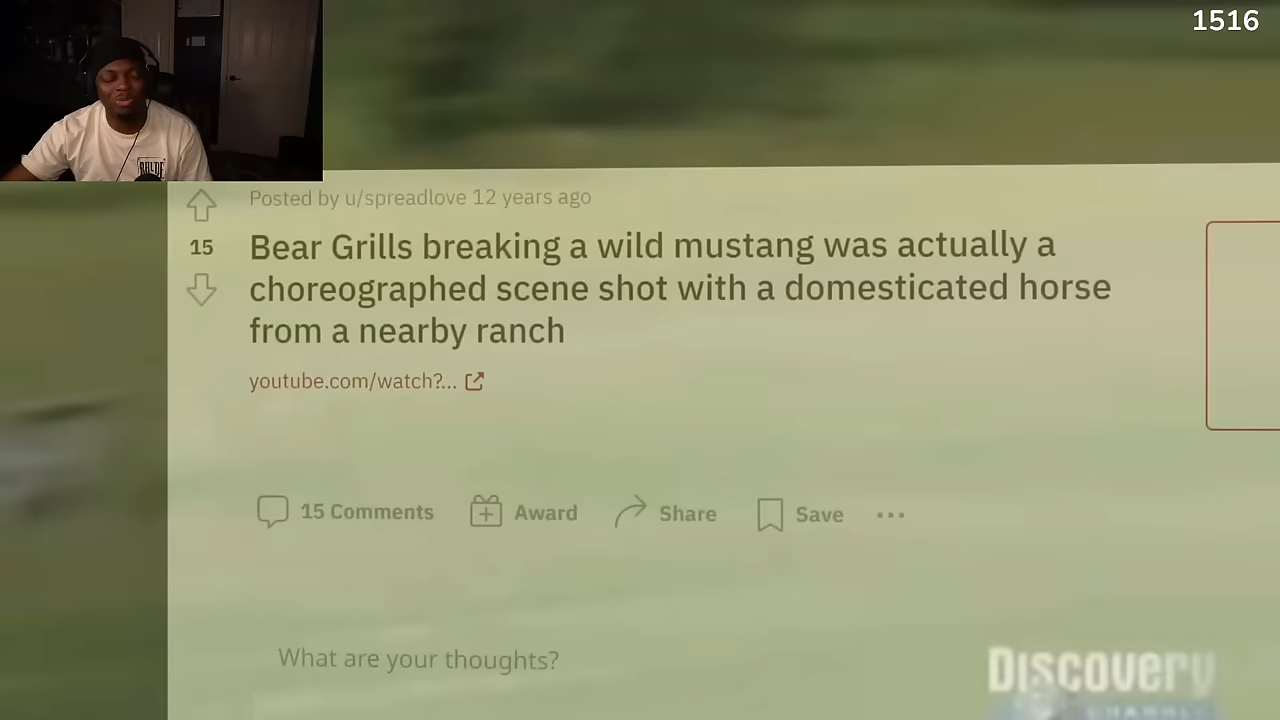 1516
Posted by u/spreadlove 12 years ago
15
Bear Grills breaking a wild mustang was actually a
choreographed scene shot with a domesticated horse
from a nearby ranch
youtube.com/watch?...
15 Comments Award Share Save ...
What are your thoughts?
Discovery
CHANNEL